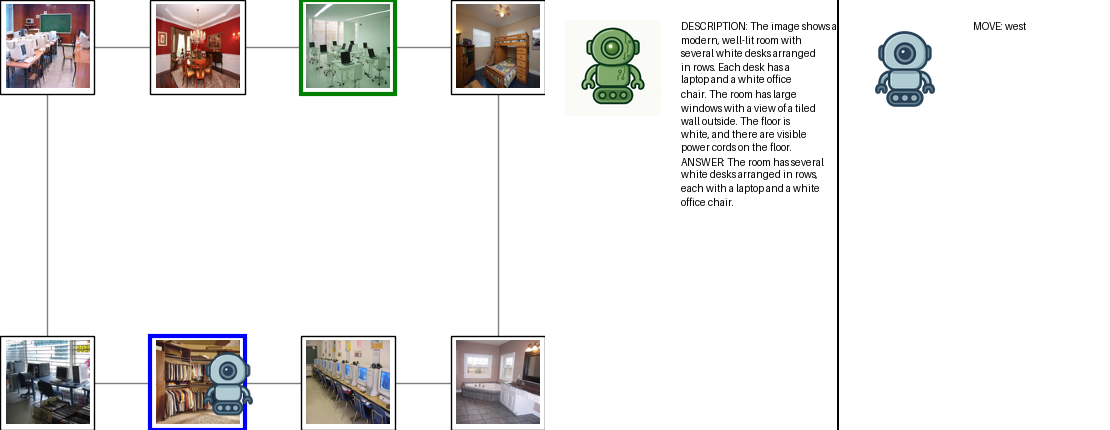 DESCRIPTION: The image shows a
modern, well-lit room with
several white desks arranged
in rows. Each desk has a
laptop and a white office
chair. The room has large
windows with a view of a tiled
wall outside. The floor is
white, and there are visible
power cords on the floor.
ANSWER: The room has several
white desks arranged in rows,
each with a laptop and a white
office chair.
MOVE: west